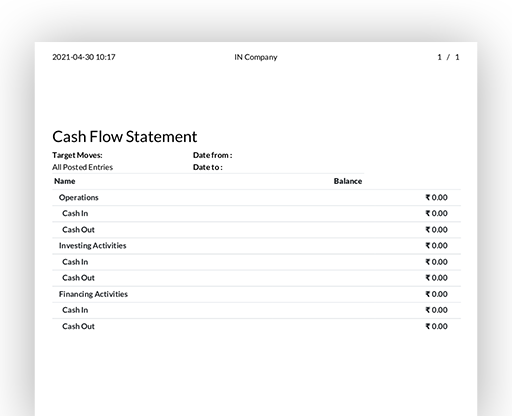 2021-04-30 10:17 IN Company 1 / 1
Cash Flow Statement
Target Moves: Date from :
All Posted Entries Date to :
Name Balance
Operations ₹ 0.00
Cash In ₹ 0.00
Cash Out ₹ 0.00
Investing Activities ₹ 0.00
Cash In ₹ 0.00
Cash Out ₹ 0.00
Financing Activities ₹ 0.00
Cash In ₹ 0.00
Cash Out ₹ 0.00